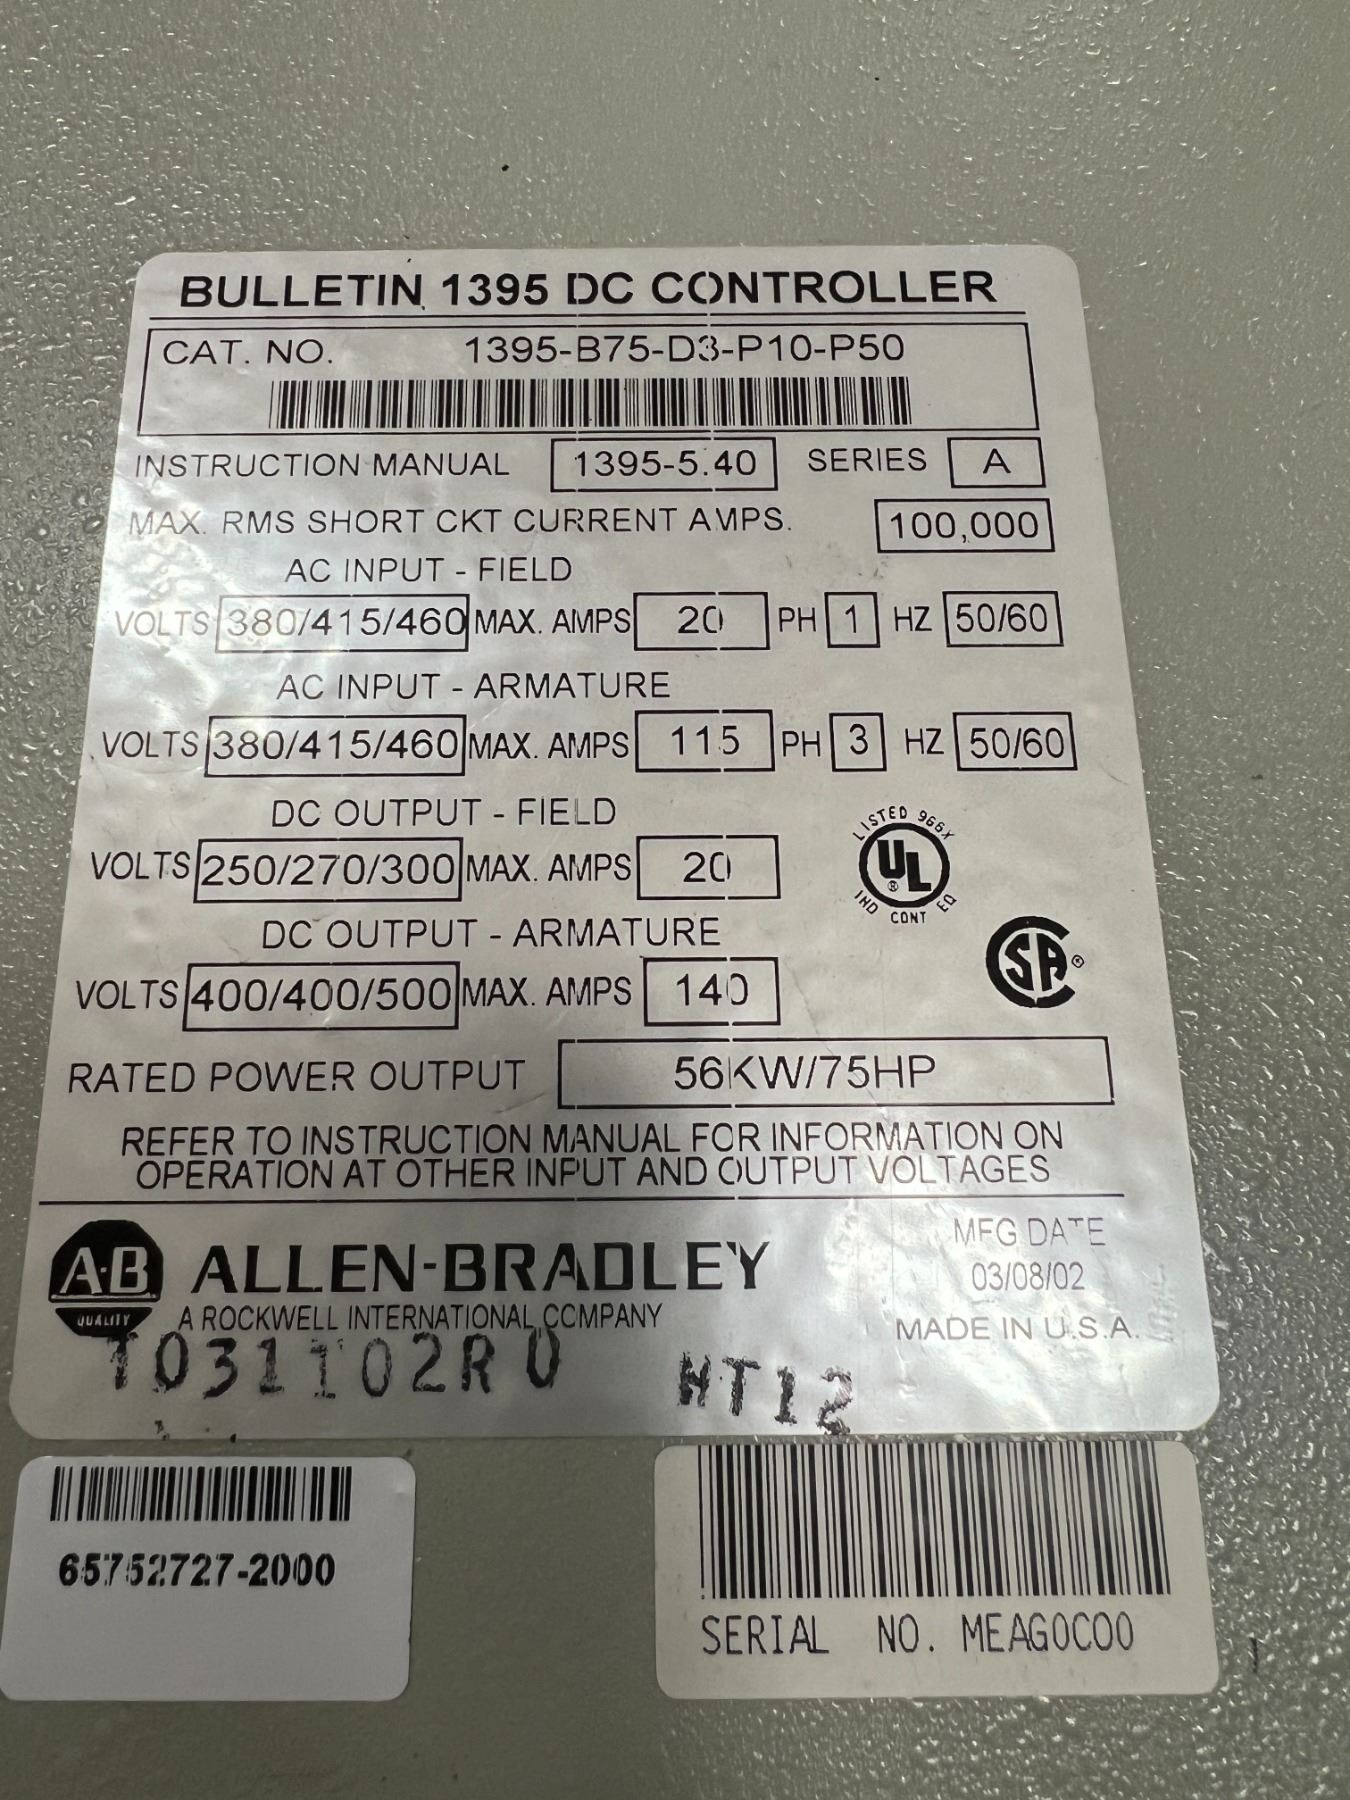 BULLETIN 1395 DC CONTROLLER
CAT. NO. 1395-B75-D3-P10-P50
INSTRUCTION MANUAL 1395-5.40 SERIES A
MAX. RMS SHORT CKT CURRENT AMPS. 100,000
AC INPUT - FIELD
VOLTS 380/415/460 MAX. AMPS 20 PH 1 HZ 50/60
AC INPUT - ARMATURE
VOLTS 380/415/460 MAX. AMPS 115 PH 3 HZ 50/60
DC OUTPUT - FIELD
VOLTS 250/270/300 MAX. AMPS 20
LISTED 966X
UL ®
IND CONT EQ
DC OUTPUT - ARMATURE
VOLTS 400/400/500 MAX. AMPS 140
SA ®
RATED POWER OUTPUT 56KW/75HP
REFER TO INSTRUCTION MANUAL FOR INFORMATION ON
OPERATION AT OTHER INPUT AND OUTPUT VOLTAGES
A-B QUALITY
ALLEN-BRADLEY
A ROCKWELL INTERNATIONAL COMPANY
MFG DATE
03/08/02
MADE IN U.S.A.
T031102R0 HT12
65752727-2000
SERIAL NO. MEAG0C00